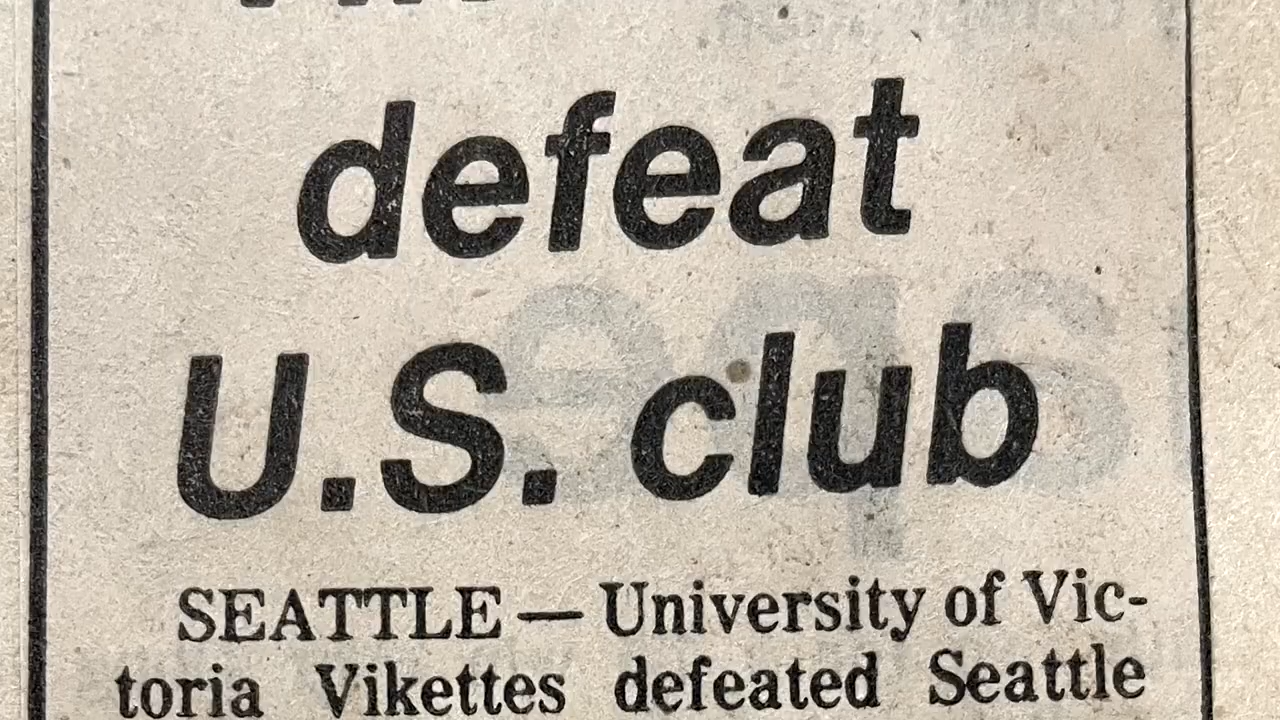 defeat
U.S. club
SEATTLE — University of Vic-
toria Vikettes defeated Seattle